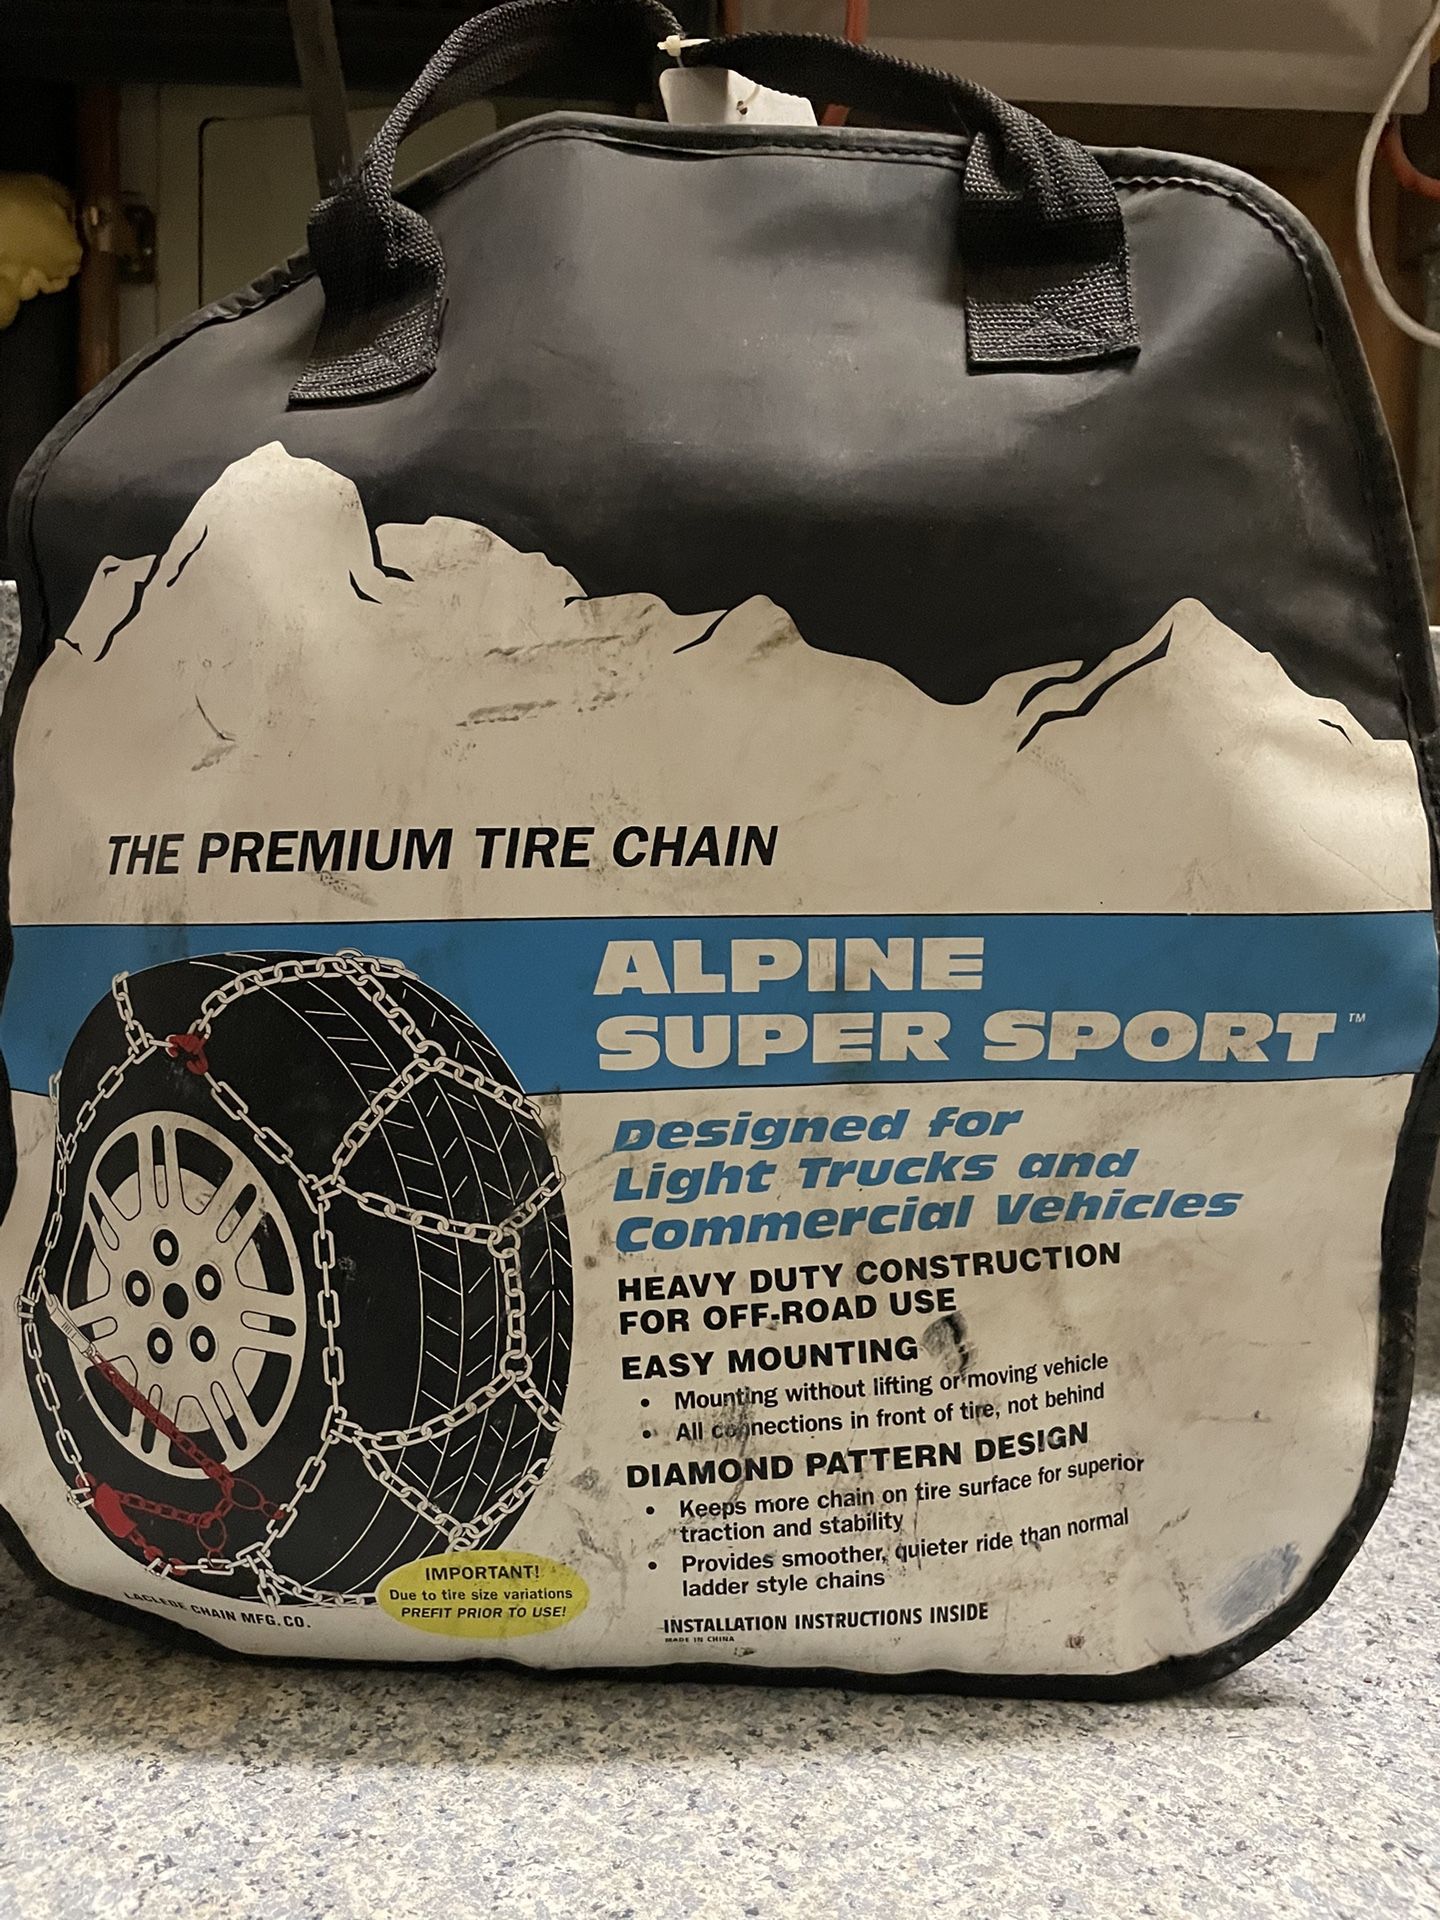 THE PREMIUM TIRE CHAIN
ALPINE
SUPER SPORT™
Designed for
Light Trucks and
Commercial Vehicles
HEAVY DUTY CONSTRUCTION
FOR OFF-ROAD USE
EASY MOUNTING
• Mounting without lifting or moving vehicle
• All connections in front of tire, not behind
DIAMOND PATTERN DESIGN
• Keeps more chain on tire surface for superior
traction and stability
• Provides smoother, quieter ride than normal
ladder style chains
INSTALLATION INSTRUCTIONS INSIDE
MADE IN CHINA
IMPORTANT!
Due to tire size variations
PREFIT PRIOR TO USE!
LACLEDE CHAIN MFG. CO.